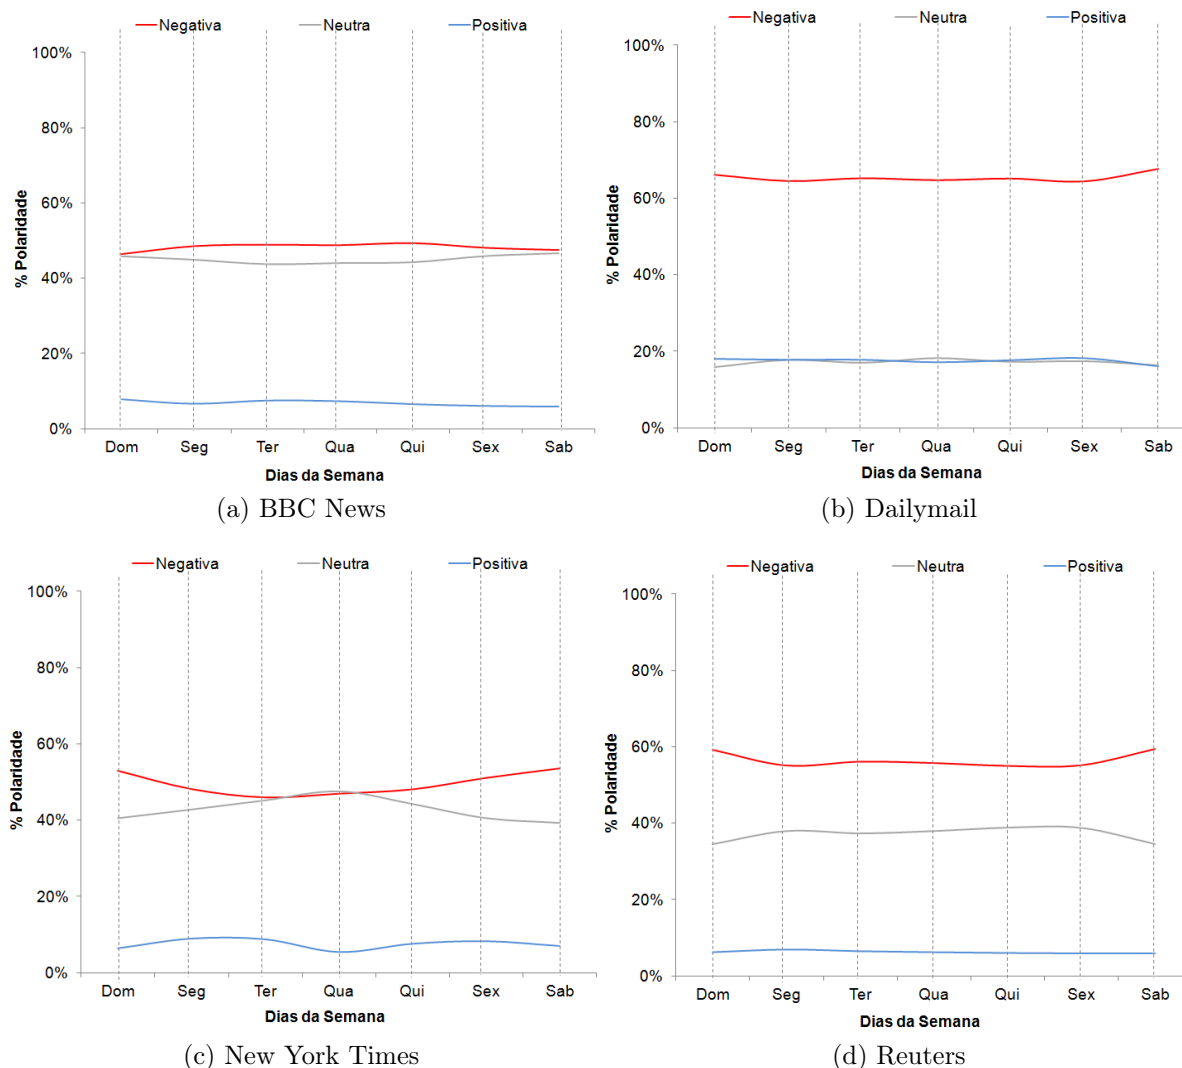 Negativa Neutra Positiva
100%
80%
60%
40%
20%
0%
% Polaridade
Dom Seg Ter Qua Qui Sex Sab
Dias da Semana
(a) BBC News
Negativa Neutra Positiva
100%
80%
60%
40%
20%
0%
% Polaridade
Dom Seg Ter Qua Qui Sex Sab
Dias da Semana
(b) Dailymail
Negativa Neutra Positiva
100%
80%
60%
40%
20%
0%
% Polaridade
Dom Seg Ter Qua Qui Sex Sab
Dias da Semana
(c) New York Times
Negativa Neutra Positiva
100%
80%
60%
40%
20%
0%
% Polaridade
Dom Seg Ter Qua Qui Sex Sab
Dias da Semana
(d) Reuters